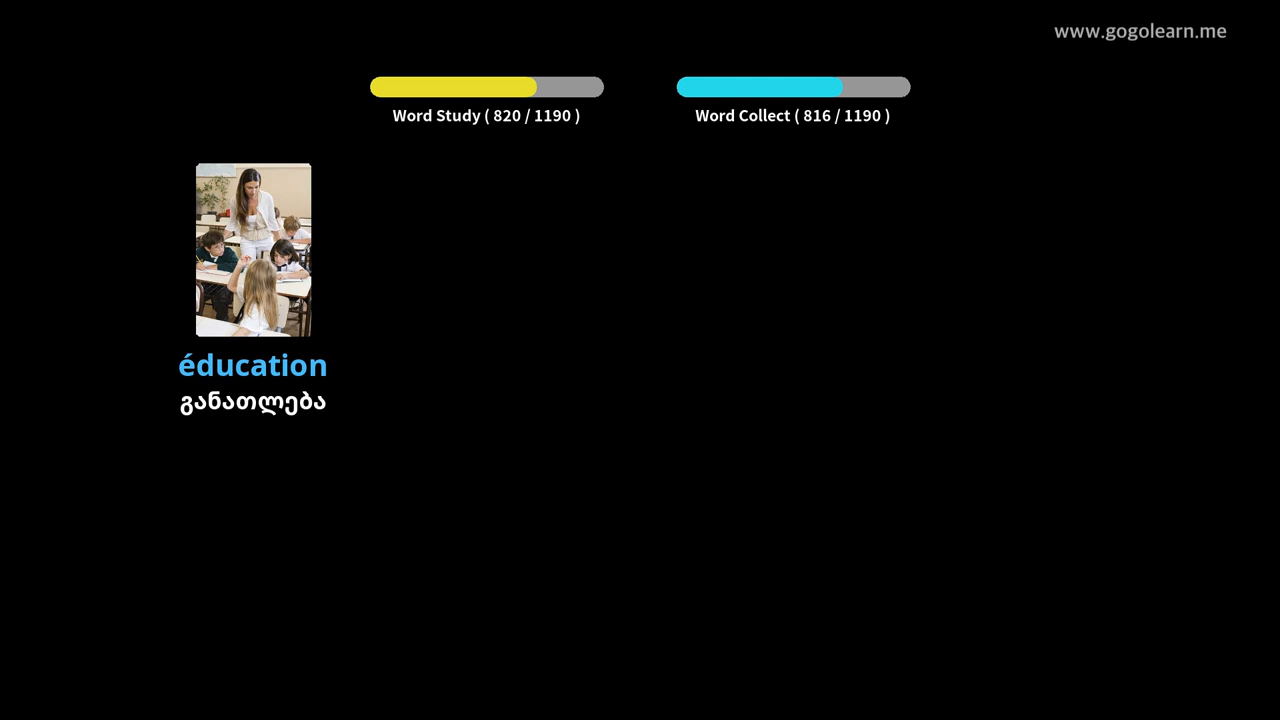 www.gogolearn.me
Word Study ( 820 / 1190 )
Word Collect ( 816 / 1190 )
éducation
განათლება